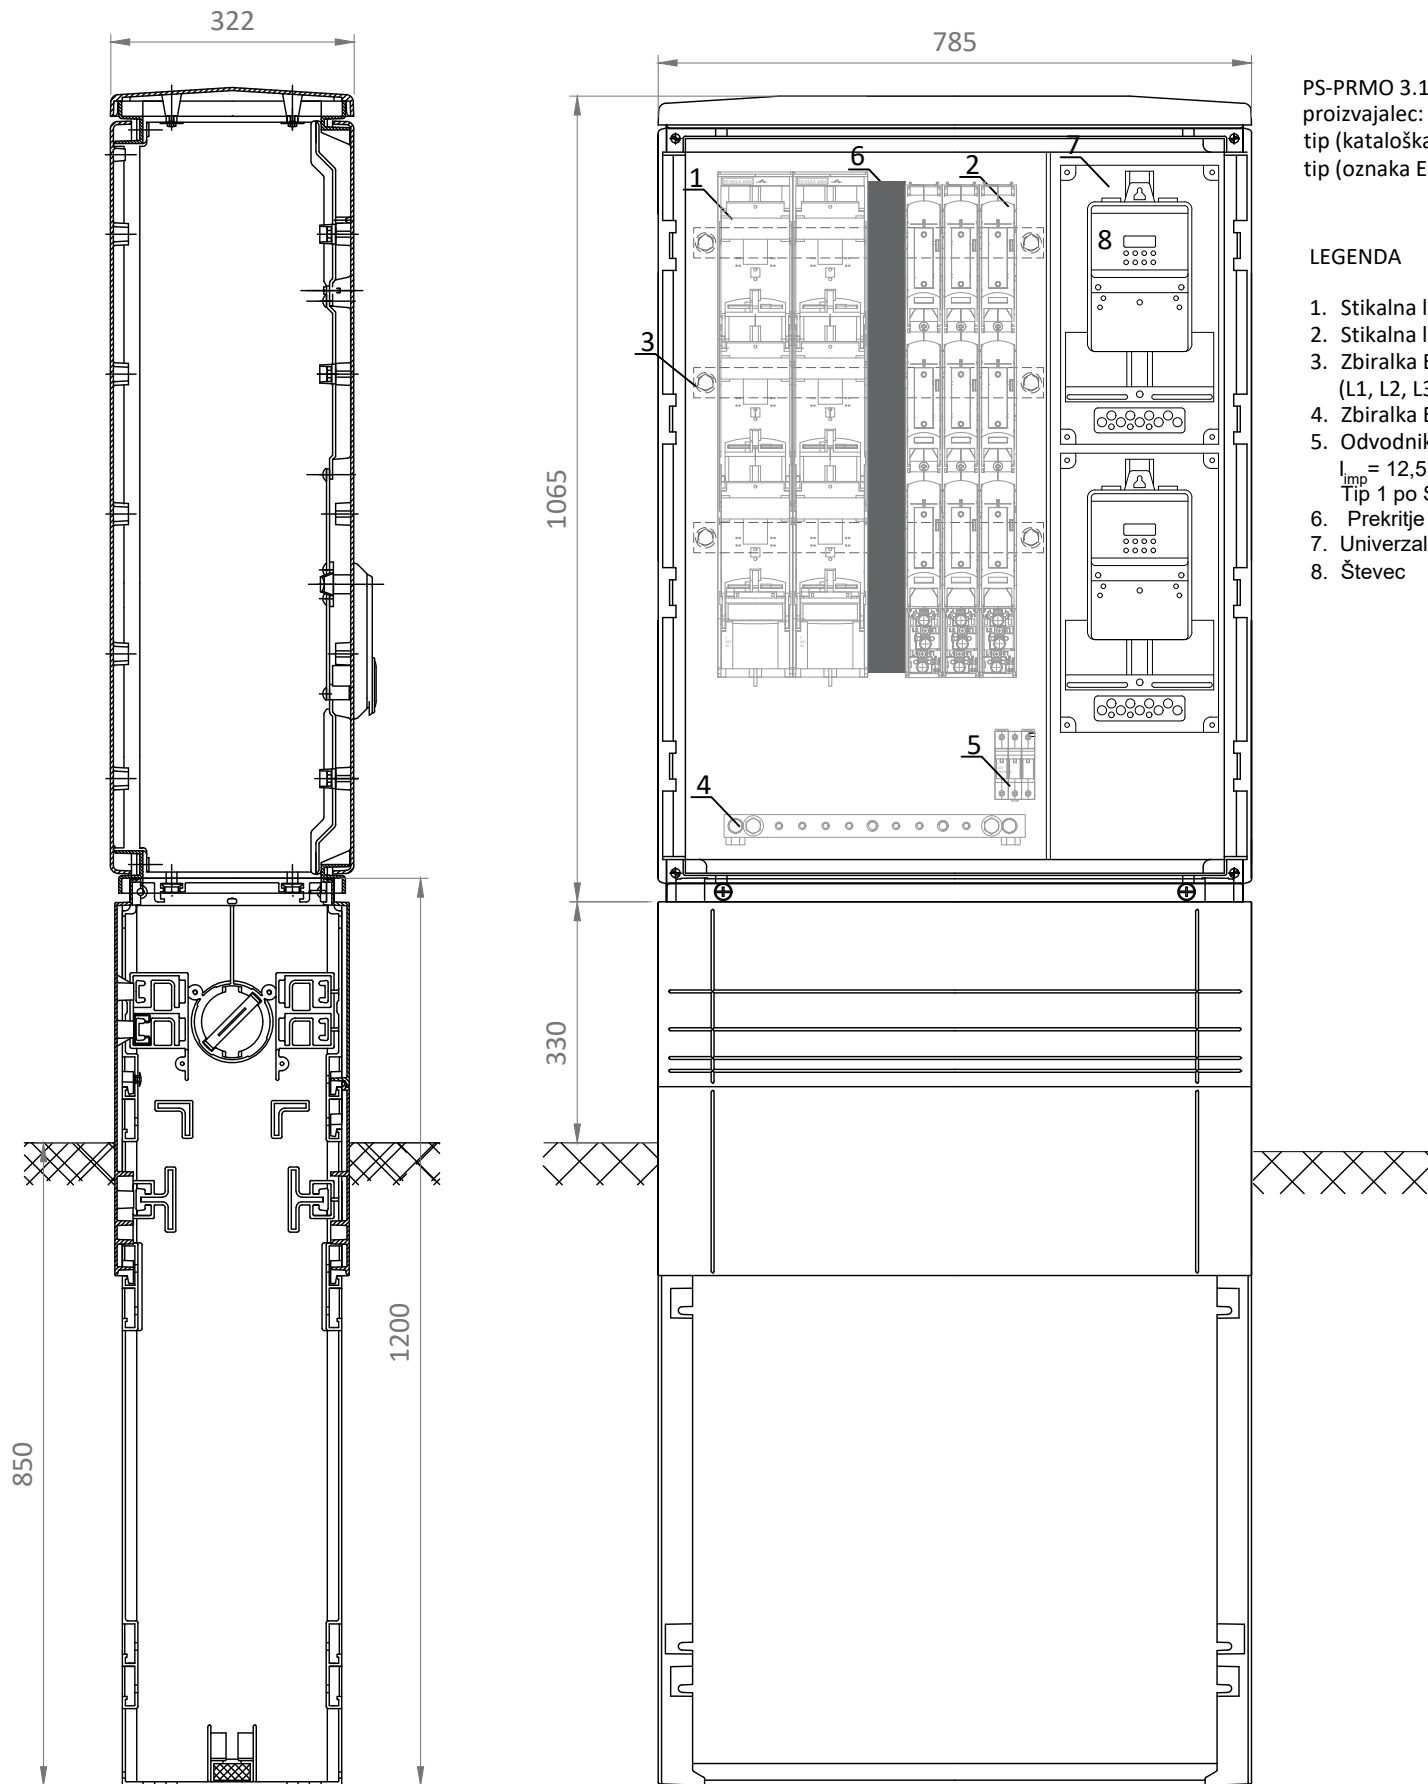 322
785
PS-PRMO 3.1
proizvajalec:
tip (kataloška
tip (oznaka E
LEGENDA
1. Stikalna l
2. Stikalna l
3. Zbiralka E
(L1, L2, L3
4. Zbiralka E
5. Odvodnik
Iimp= 12,5
Tip 1 po S
6. Prekritje
7. Univerzal
8. Števec
1
6
2
7
8
3
5
4
1065
330
1200
850